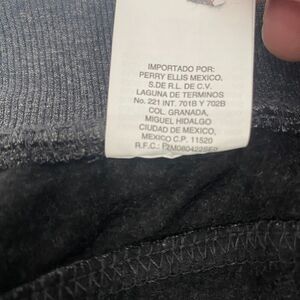 IMPORTADO POR:
PERRY ELLIS MEXICO,
S.DE R.L. DE C.V.
LAGUNA DE TERMINOS
No. 221 INT. 701B Y 702B
COL. GRANADA,
MIGUEL HIDALGO
CIUDAD DE MEXICO,
MEXICO C.P. 11520
R.F.C.: